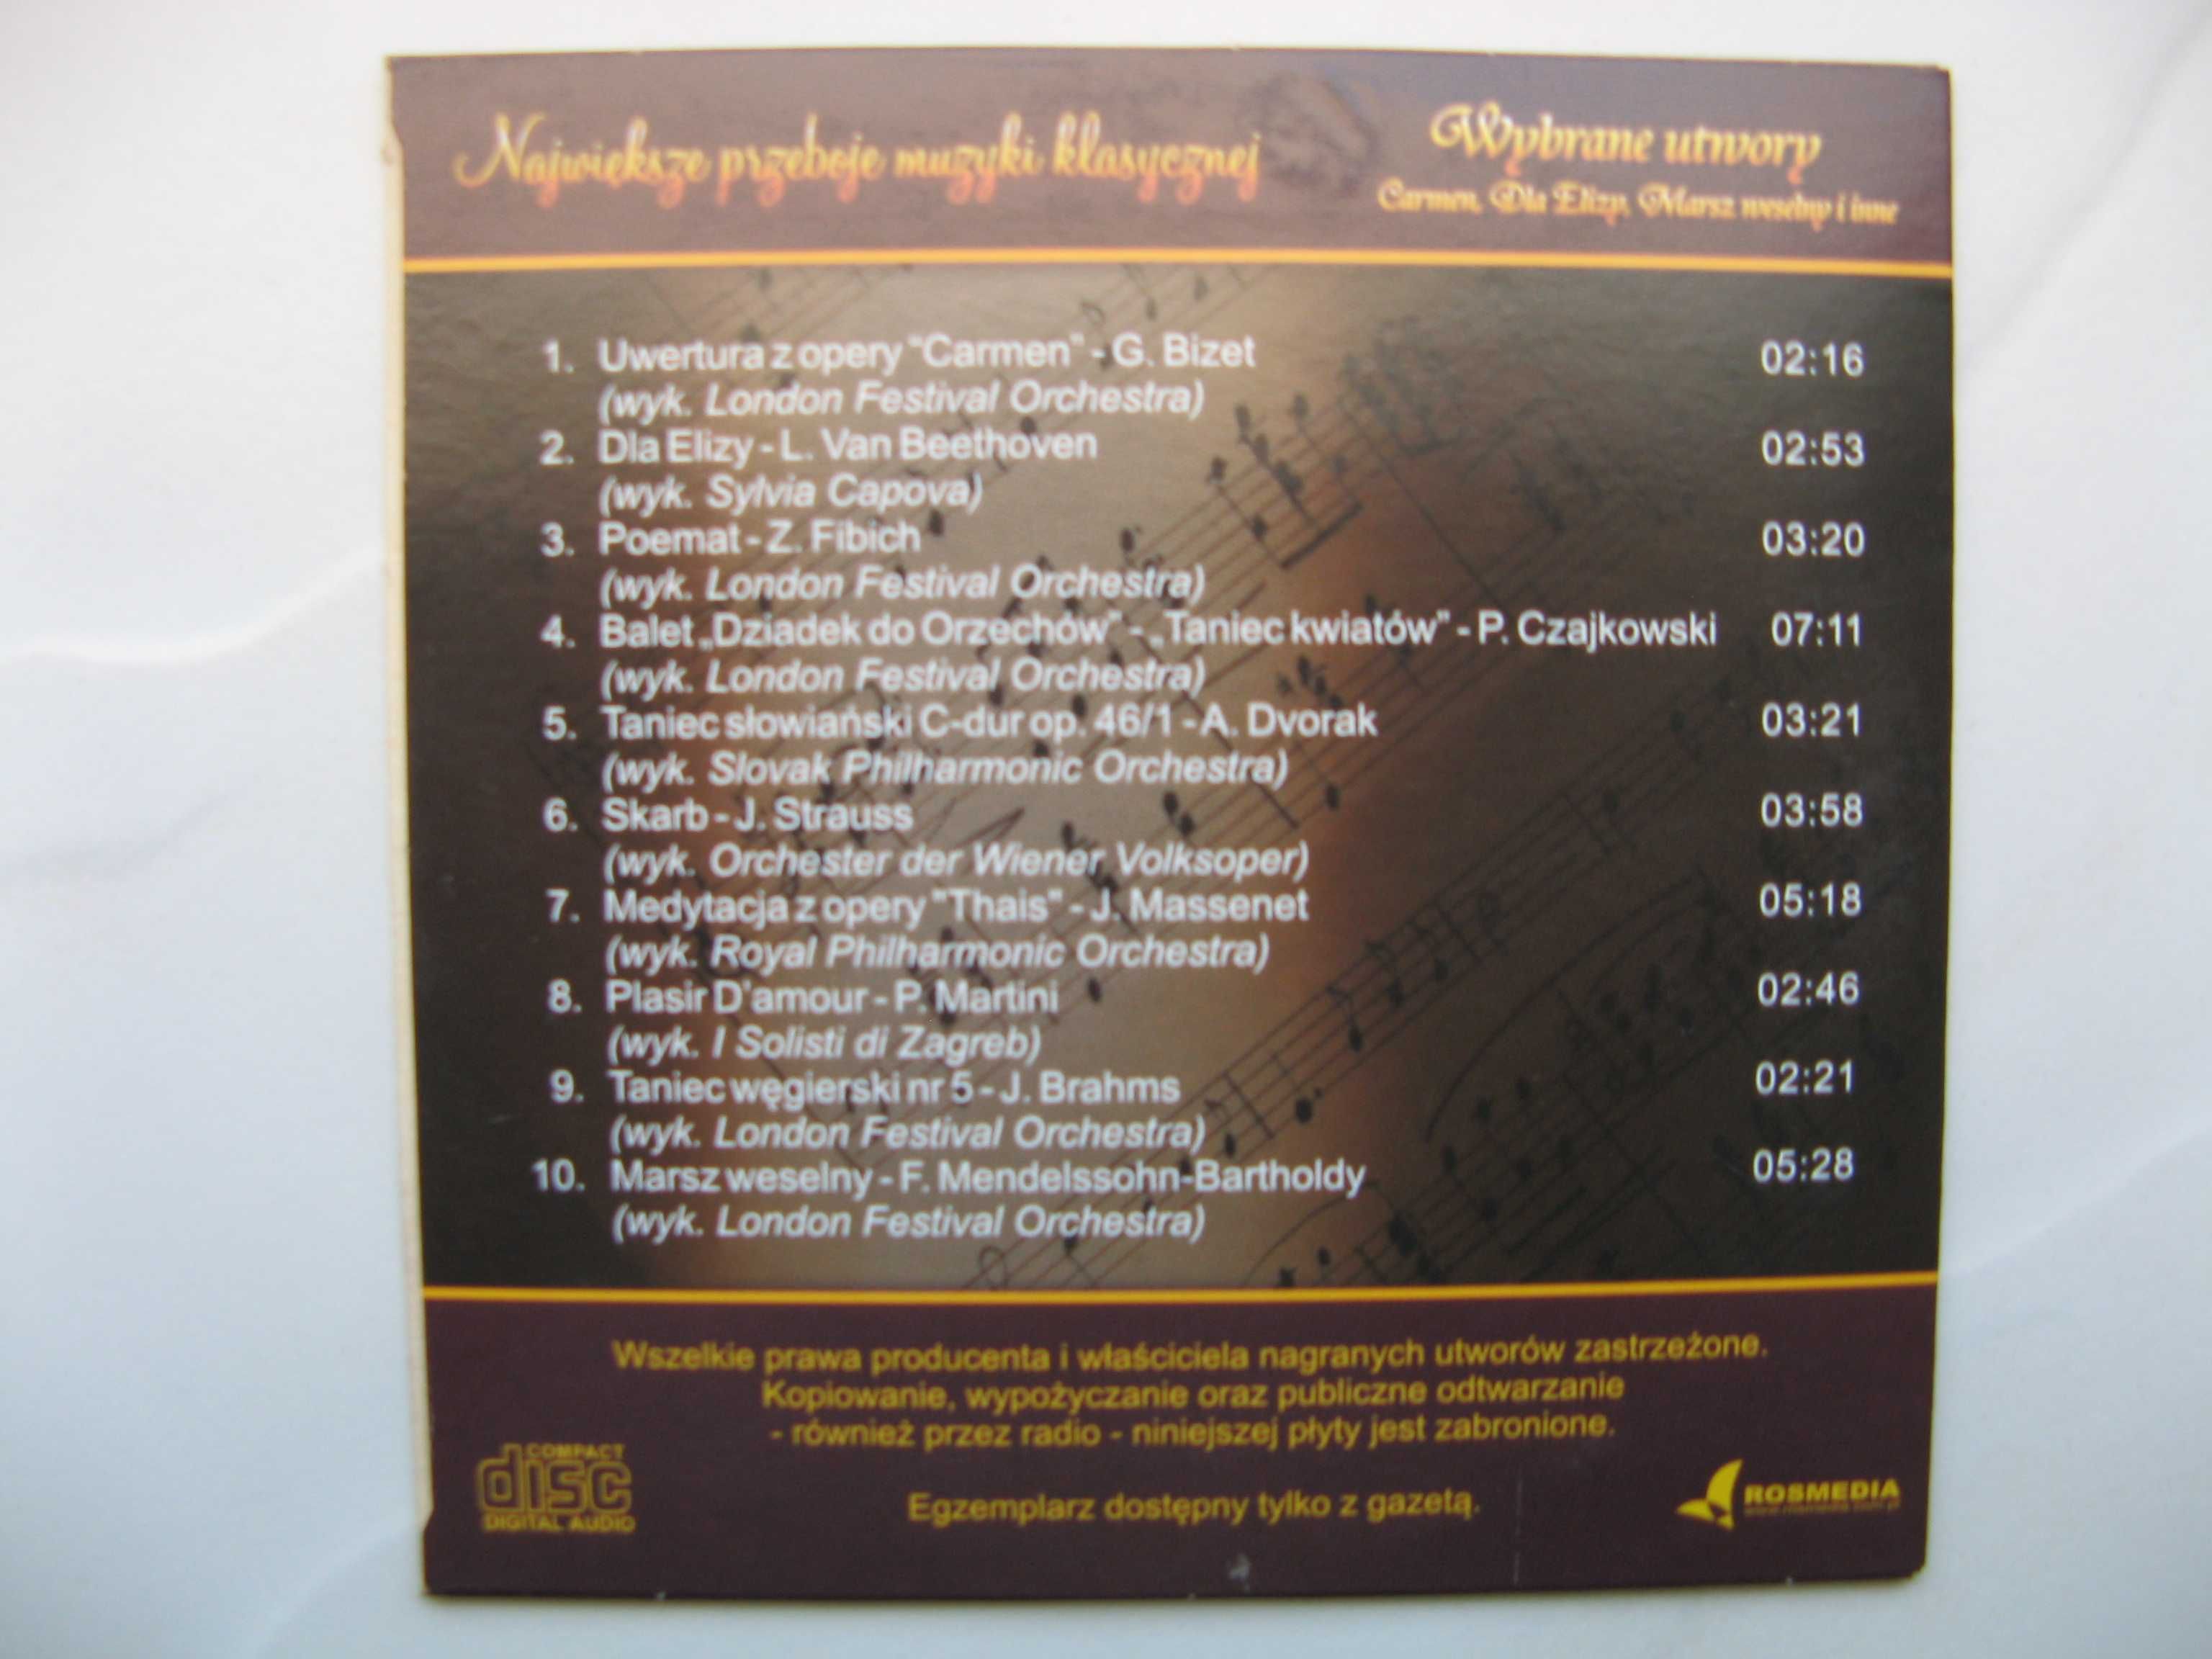 Największe przeboje muzyki klasycznej
Wybrane utwory
Carmen, Dla Elizy, Marsz weselny i inne
1. Uwertura z opery "Carmen" - G. Bizet 02:16
(wyk. London Festival Orchestra)
2. Dla Elizy - L. Van Beethoven 02:53
(wyk. Sylvia Capova)
3. Poemat - Z. Fibich 03:20
(wyk. London Festival Orchestra)
4. Balet „Dziadek do Orzechów” - „Taniec kwiatów” - P. Czajkowski 07:11
(wyk. London Festival Orchestra)
5. Taniec słowiański C-dur op. 46/1 - A. Dvorak 03:21
(wyk. Slovak Philharmonic Orchestra)
6. Skarb - J. Strauss 03:58
(wyk. Orchester der Wiener Volksoper)
7. Medytacja z opery "Thais" - J. Massenet 05:18
(wyk. Royal Philharmonic Orchestra)
8. Plasir D'amour - P. Martini 02:46
(wyk. I Solisti di Zagreb)
9. Taniec węgierski nr 5 - J. Brahms 02:21
(wyk. London Festival Orchestra)
10. Marsz weselny - F. Mendelssohn-Bartholdy 05:28
(wyk. London Festival Orchestra)
Wszelkie prawa producenta i właściciela nagranych utworów zastrzeżone.
Kopiowanie, wypożyczanie oraz publiczne odtwarzanie
- również przez radio - niniejszej płyty jest zabronione.
Egzemplarz dostępny tylko z gazetą.
COMPACT
disc
DIGITAL AUDIO
ROSMEDIA